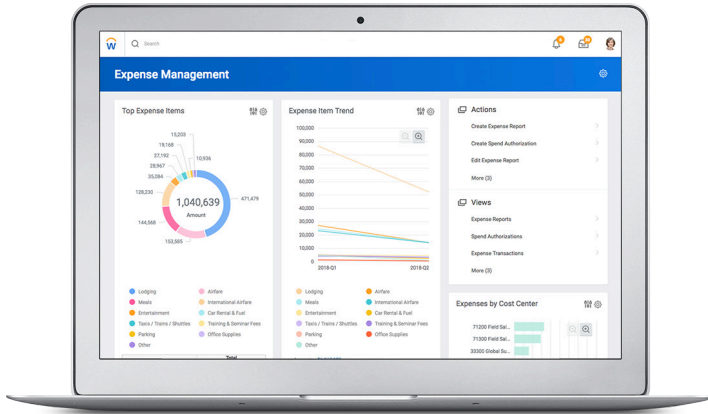 w
Search
Expense Management
Top Expense Items
15,203
18,168
27,192
10,936
28,967
35,084
128,230
471,479
1,040,639
Amount
144,568
153,505
Lodging
Airfare
Meals
International Airfare
Entertainment
Car Rental & Fuel
Taxis / Trains / Shuttles
Training & Seminar Fees
Parking
Office Supplies
Other
Total
Expense Item Trend
100,000
90,000
80,000
70,000
60,000
50,000
40,000
30,000
20,000
10,000
0
2018-Q1
2018-Q2
Lodging
Airfare
Meals
International Airfare
Entertainment
Car Rental & Fuel
Taxis / Trains / Shuttles
Training & Seminar Fees
Parking
Office Supplies
Other
Actions
Create Expense Report
Create Spend Authorization
Edit Expense Report
More (3)
Views
Expense Reports
Spend Authorizations
Expense Transactions
More (3)
Expenses by Cost Center
71200 Field Sal...
71300 Field Sal...
33300 Global Su...